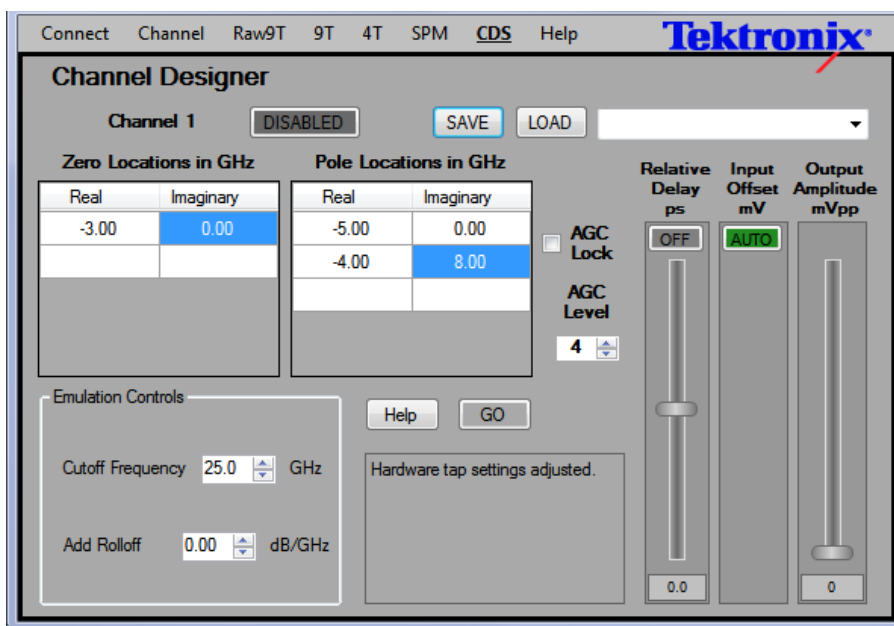 Connect Channel Raw9T 9T 4T SPM CDS Help
Tektronix
Channel Designer
Channel 1 DISABLED SAVE LOAD
Zero Locations in GHz
Real Imaginary
-3.00 0.00
Pole Locations in GHz
Real Imaginary
-5.00 0.00
-4.00 8.00
AGC
Lock
AGC
Level
4
Relative
Delay
ps
OFF
0.0
Input
Offset
mV
AUTO
Output
Amplitude
mVpp
0
Emulation Controls
Cutoff Frequency 25.0 GHz
Add Rolloff 0.00 dB/GHz
Help GO
Hardware tap settings adjusted.